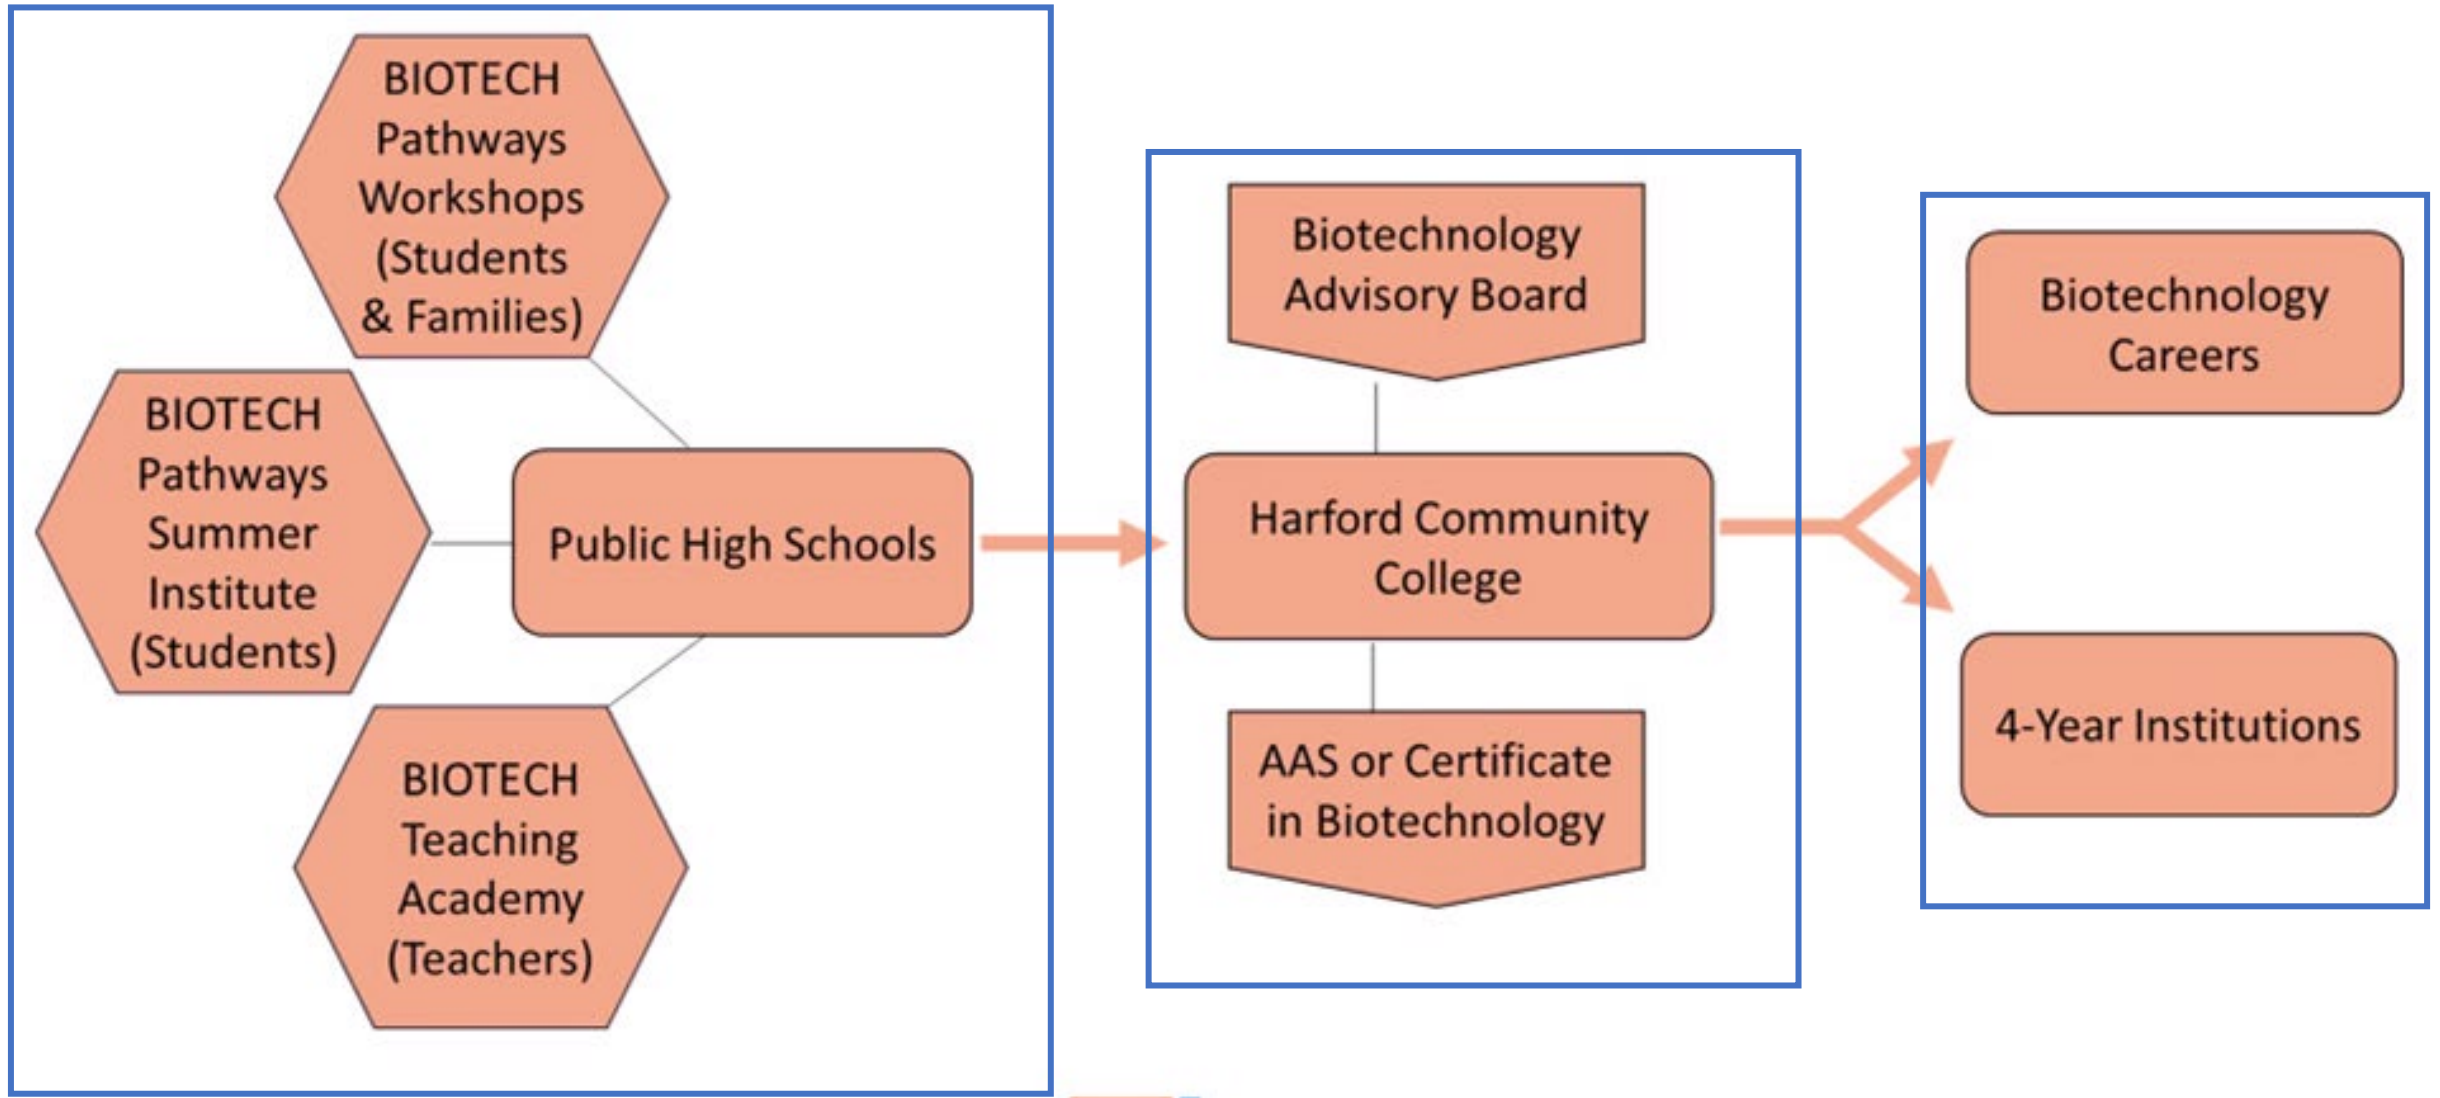 BIOTECH
Pathways
Workshops
(Students
& Families)
BIOTECH
Pathways
Summer
Institute
(Students)
Public High Schools
BIOTECH
Teaching
Academy
(Teachers)
Biotechnology
Advisory Board
Harford Community
College
AAS or Certificate
in Biotechnology
Biotechnology
Careers
4-Year Institutions